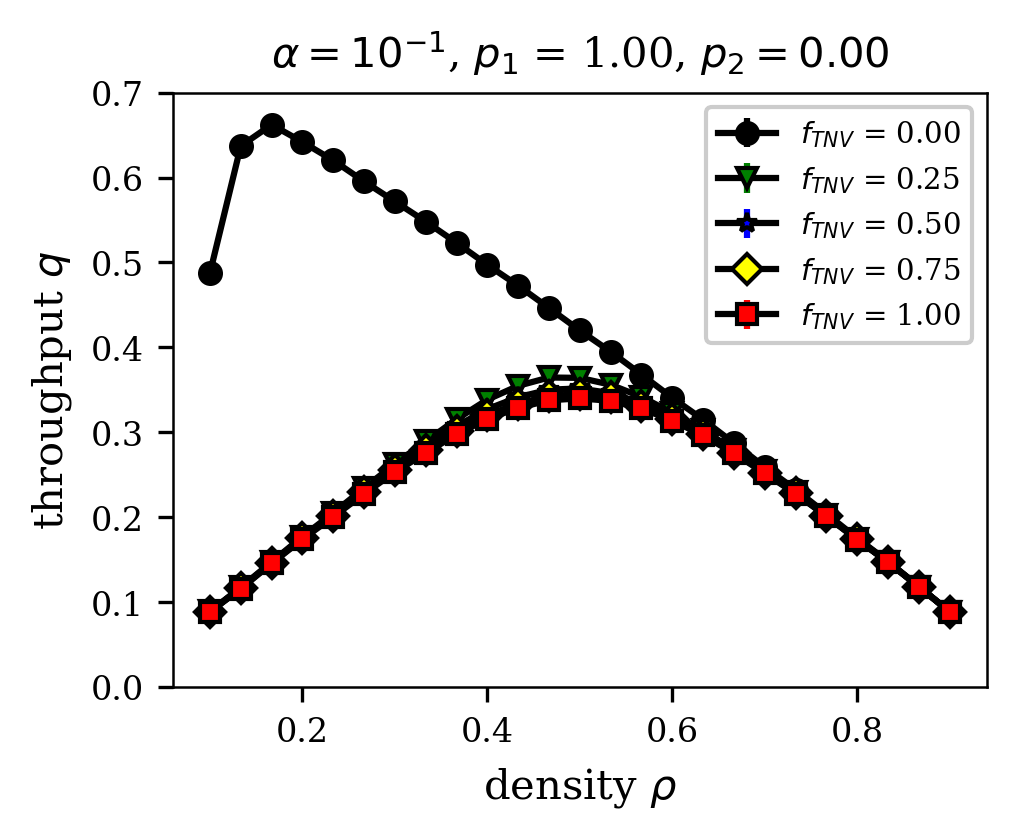 α = 10⁻¹, p₁ = 1.00, p₂ = 0.00
0.7
0.6
0.5
0.4
0.3
0.2
0.1
0.0
throughput q
f_TNV = 0.00
f_TNV = 0.25
f_TNV = 0.50
f_TNV = 0.75
f_TNV = 1.00
0.2 0.4 0.6 0.8
density ρ